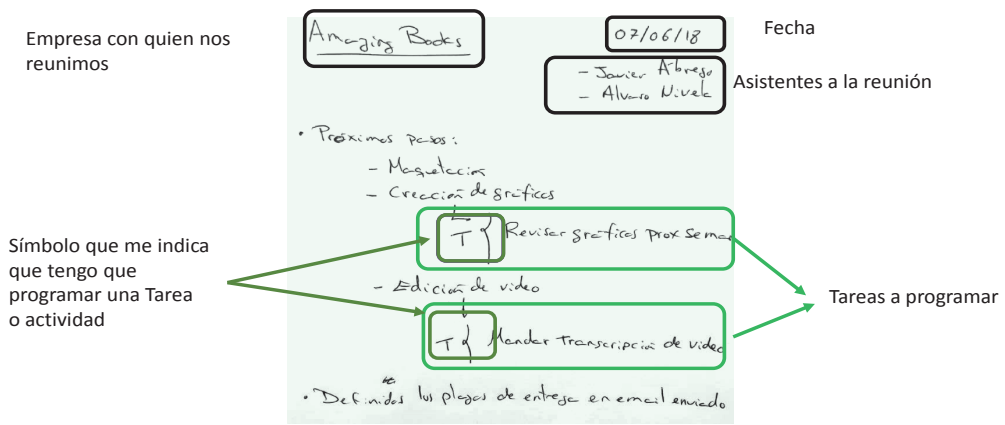 Empresa con quien nos
reunimos
Amazing Books
07/06/18
Fecha
- Javier Abrego
- Alvaro Nivela
Asistentes a la reunión
• Próximos pasos:
- Maquetación
- Creación de gráficos
T { Revisar gráficos prox semana
Símbolo que me indica
que tengo que
programar una Tarea
o actividad
- Edición de video
T { Mandar transcripción de video
Tareas a programar
• Definidos los plazos de entrega en email enviado